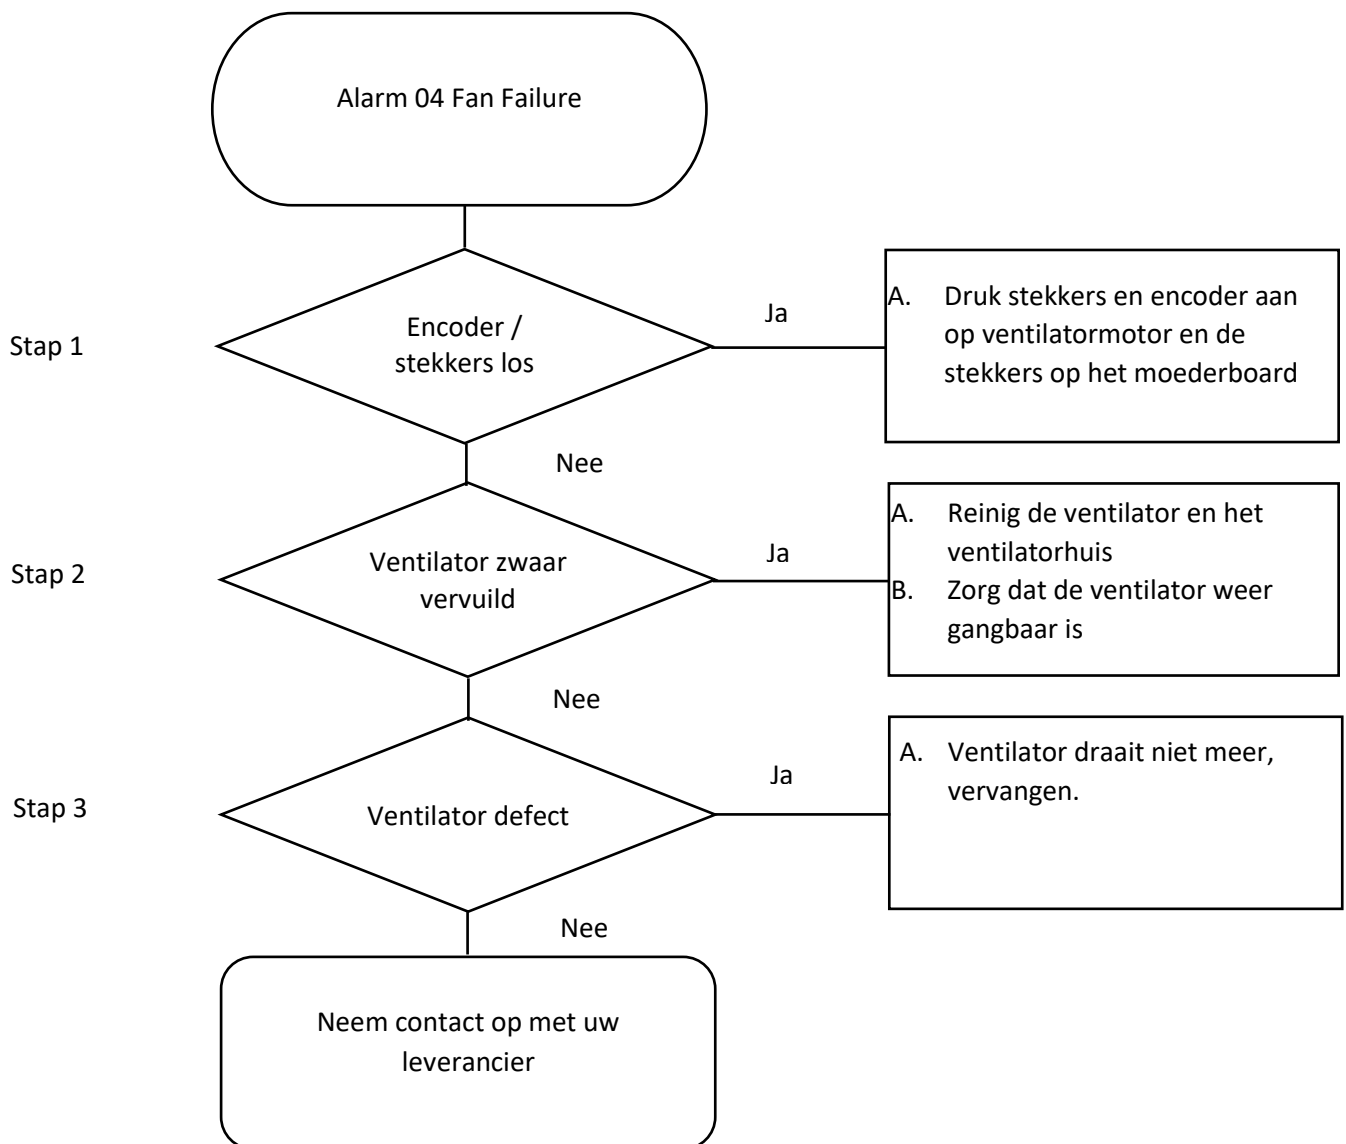 Alarm 04 Fan Failure
Stap 1
Encoder /
stekkers los
Ja
A. Druk stekkers en encoder aan
op ventilatormotor en de
stekkers op het moederboard
Nee
Stap 2
Ventilator zwaar
vervuild
Ja
A. Reinig de ventilator en het
ventilatorhuis
B. Zorg dat de ventilator weer
gangbaar is
Nee
Stap 3
Ventilator defect
Ja
A. Ventilator draait niet meer,
vervangen.
Nee
Neem contact op met uw
leverancier